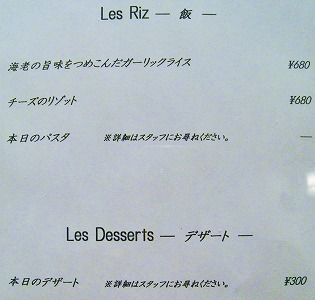 Les Riz ― 飯 ―
海老の旨味をつめこんだガーリックライス ¥680
チーズのリゾット ¥680
本日のパスタ ※詳細はスタッフにお尋ねください。 ―
Les Desserts ― デザート ―
本日のデザート ※詳細はスタッフにお尋ねください。 ¥300